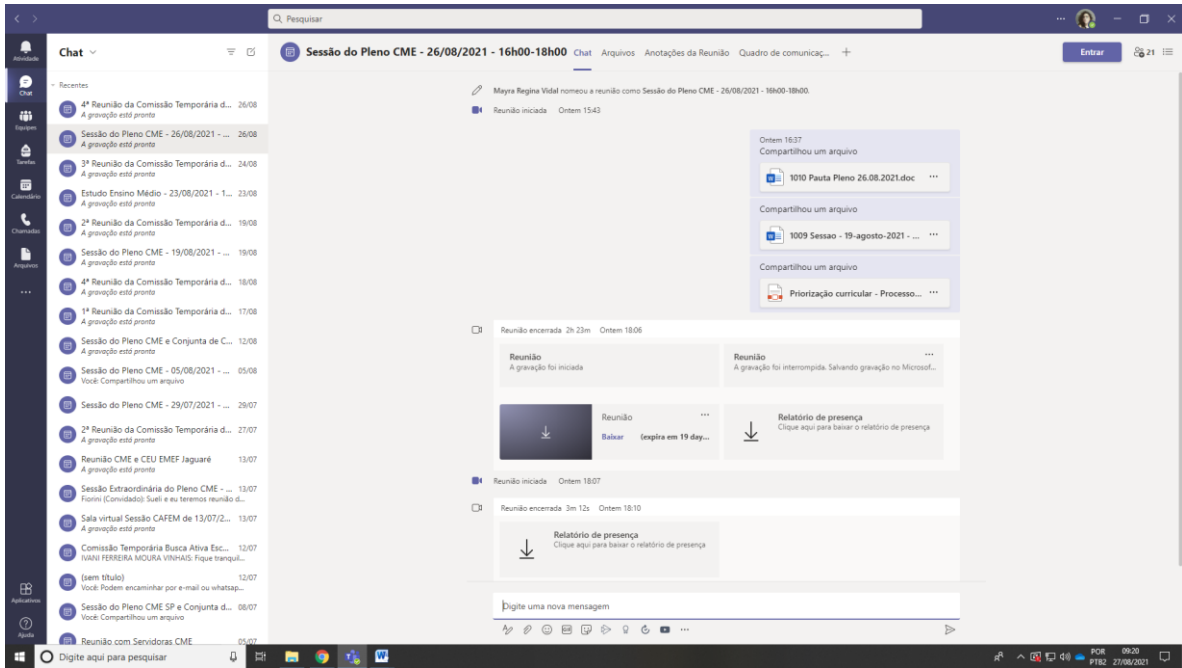 Pesquisar
Atividade
Chat
Equipes
Tarefas
Calendário
Chamadas
Arquivos
Aplicativos
Ajuda
Chat
Recentes
4ª Reunião da Comissão Temporária d... 26/08
A gravação está pronta
Sessão do Pleno CME - 26/08/2021 - ... 26/08
A gravação está pronta
3ª Reunião da Comissão Temporária d... 24/08
A gravação está pronta
Estudo Ensino Médio - 23/08/2021 - 1... 23/08
A gravação está pronta
2ª Reunião da Comissão Temporária d... 19/08
A gravação está pronta
Sessão do Pleno CME - 19/08/2021 - ... 19/08
A gravação está pronta
4ª Reunião da Comissão Temporária d... 18/08
A gravação está pronta
1ª Reunião da Comissão Temporária d... 17/08
A gravação está pronta
Sessão do Pleno CME e Conjunta de C... 12/08
A gravação está pronta
Sessão do Pleno CME - 05/08/2021 - ... 05/08
Você: Compartilhou um arquivo
Sessão do Pleno CME - 29/07/2021 - ... 29/07
2ª Reunião da Comissão Temporária d... 27/07
A gravação está pronta
Reunião CME e CEU EMEF Jaguaré 13/07
A gravação está pronta
Sessão Extraordinária do Pleno CME - ... 13/07
Fiorini (Convidado): Sueli e eu teremos reunião d...
Sala virtual Sessão CAFEM de 13/07/2... 13/07
A gravação está pronta
Comissão Temporária Busca Ativa Esc... 12/07
IVANI FERREIRA MOURA VINHAIS: Fique tranquil...
(sem título) 12/07
Você: Podem encaminhar por e-mail ou whatsap...
Sessão do Pleno CME SP e Conjunta d... 08/07
Você: Compartilhou um arquivo
Reunião com Servidoras CME 05/07
Sessão do Pleno CME - 26/08/2021 - 16h00-18h00 Chat Arquivos Anotações da Reunião Quadro de comunicaç... +
Entrar 21
Mayra Regina Vidal nomeou a reunião como Sessão do Pleno CME - 26/08/2021 - 16h00-18h00.
Reunião iniciada Ontem 15:43
Ontem 16:37
Compartilhou um arquivo
1010 Pauta Pleno 26.08.2021.doc ...
Compartilhou um arquivo
1009 Sessao - 19-agosto-2021 - ... ...
Compartilhou um arquivo
Priorização curricular - Processo... ...
Reunião encerrada 2h 23m Ontem 18:06
Reunião
A gravação foi iniciada
Reunião ...
A gravação foi interrompida. Salvando gravação no Microsof...
Reunião ...
Baixar (expira em 19 day...
Relatório de presença
Clique aqui para baixar o relatório de presença
Reunião iniciada Ontem 18:07
Reunião encerrada 3m 12s Ontem 18:10
Relatório de presença
Clique aqui para baixar o relatório de presença
Digite uma nova mensagem
GIF
Digite aqui para pesquisar
POR 09:20
PTB2 27/08/2021